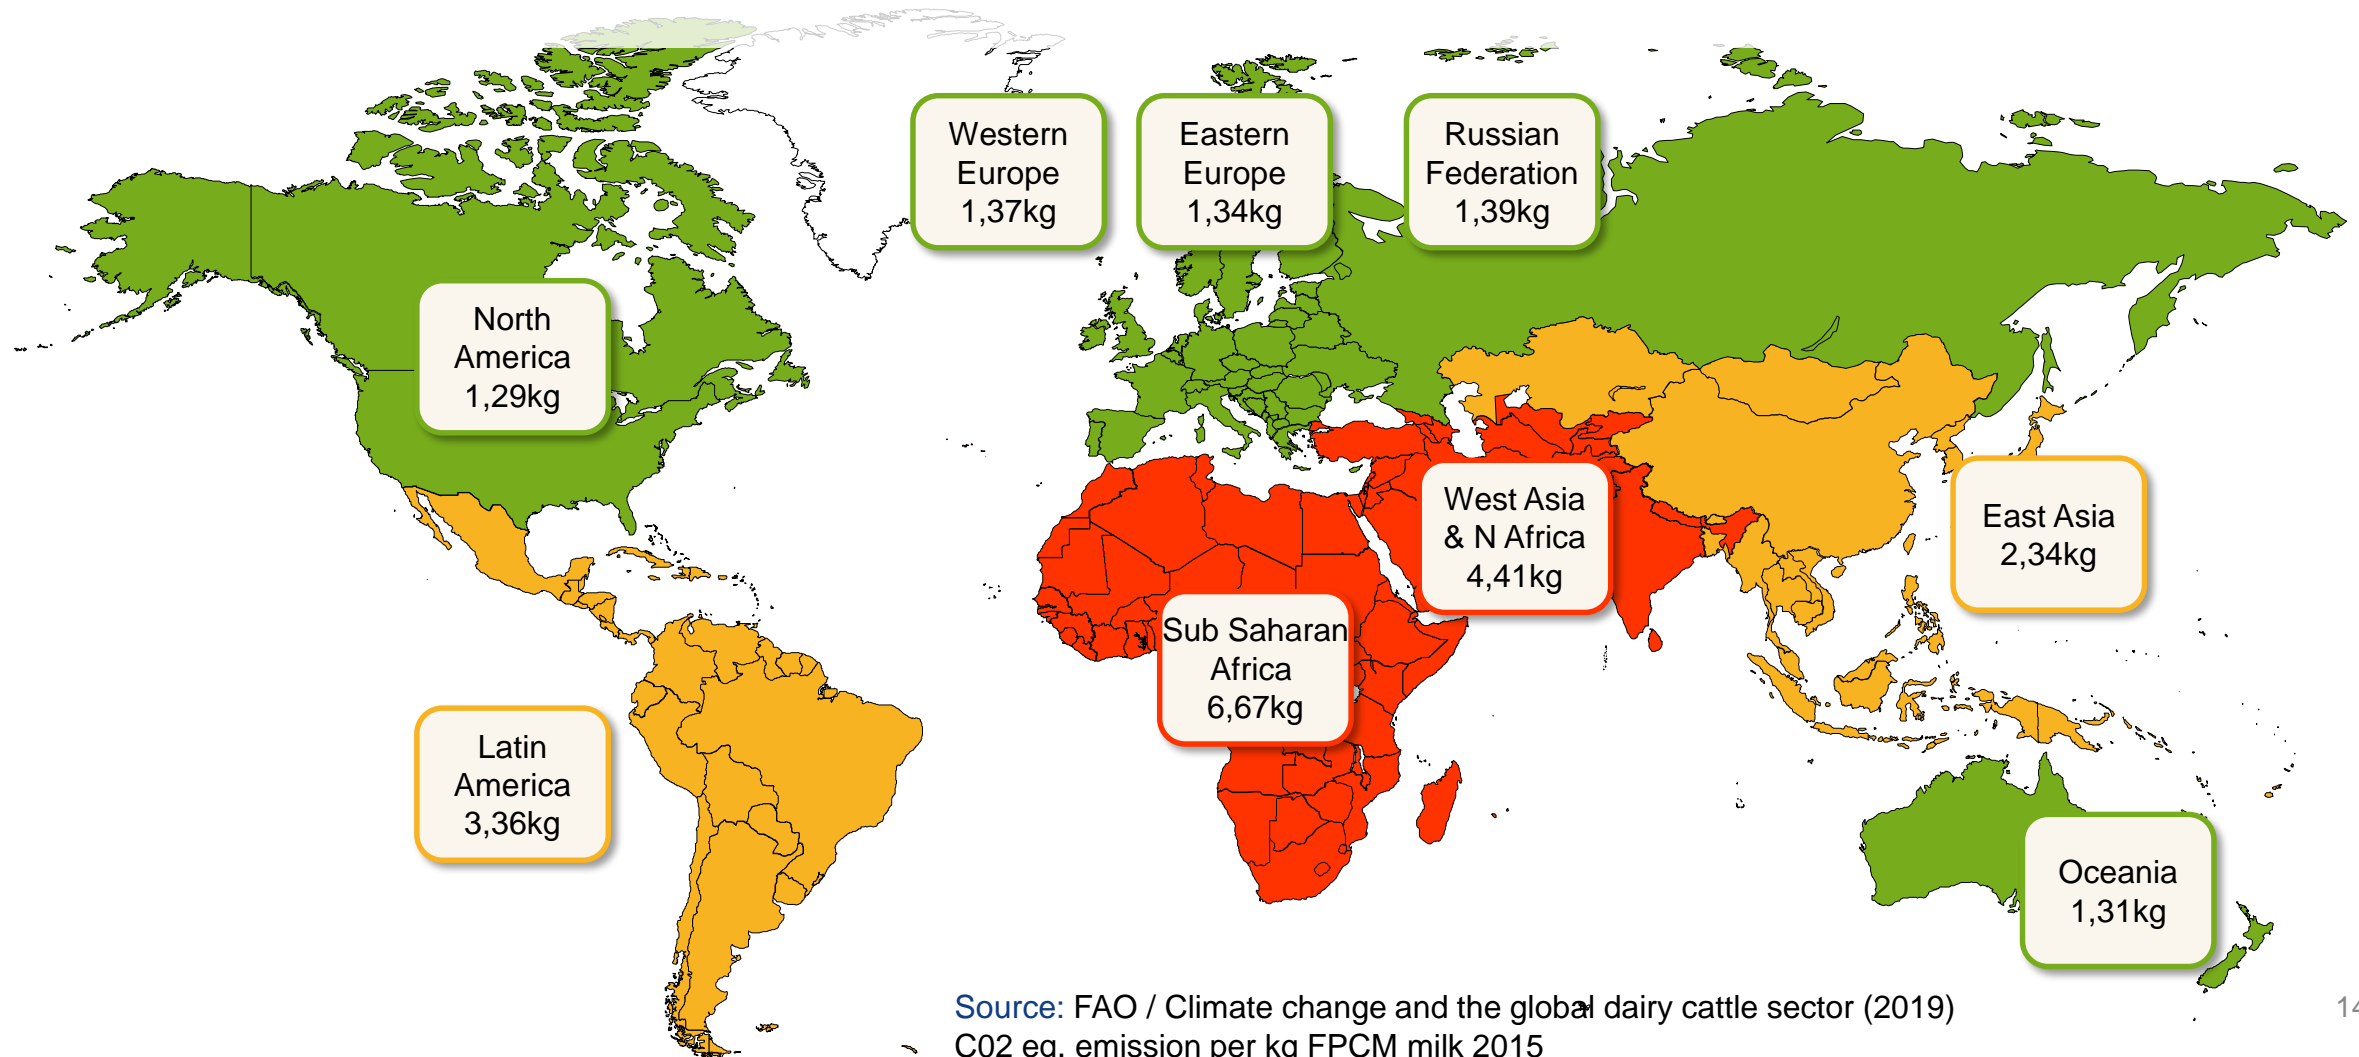 Western
Europe
1,37kg
Eastern
Europe
1,34kg
Russian
Federation
1,39kg
North
America
1,29kg
West Asia
& N Africa
4,41kg
East Asia
2,34kg
Sub Saharan
Africa
6,67kg
Latin
America
3,36kg
Oceania
1,31kg
Source: FAO / Climate change and the global dairy cattle sector (2019)
C02 eq. emission per kg FPCM milk 2015
14